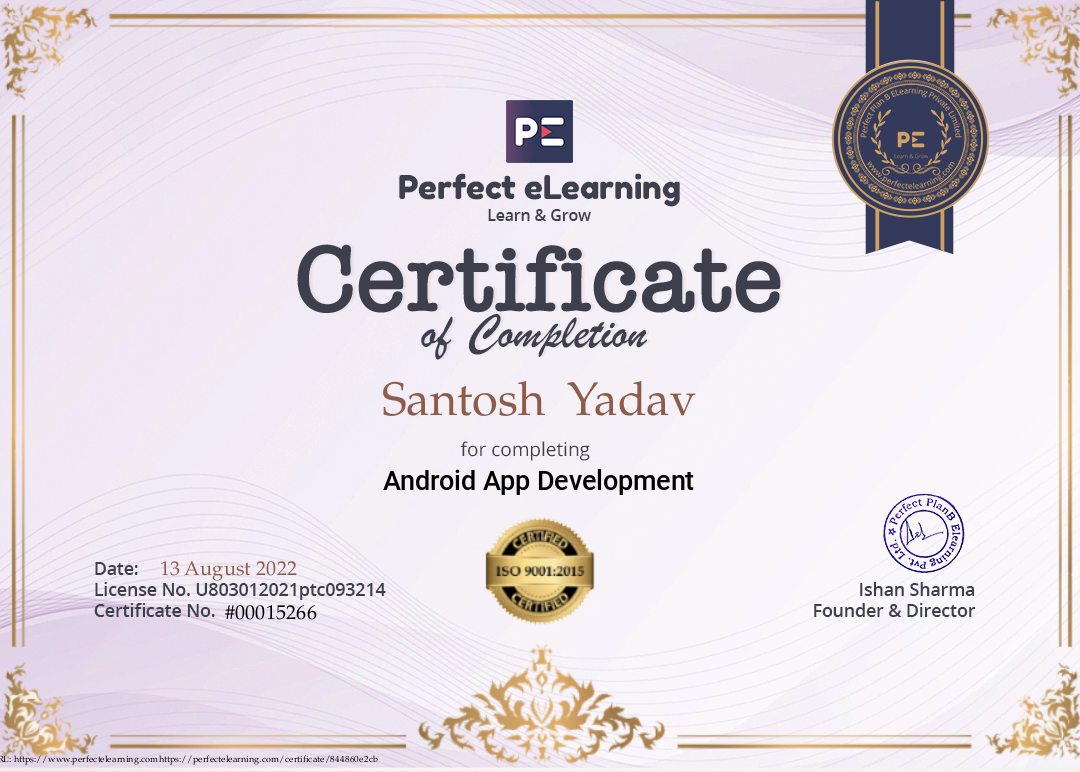 Perfect Plan B ELearning Private Limited
PE
Learn & Grow
www.perfectelearning.com
PE
Perfect eLearning
Learn & Grow
Certificate
of Completion
Santosh Yadav
for completing
Android App Development
CERTIFIED
ISO 9001:2015
CERTIFIED
Perfect PlanB Elearning Pvt. Ltd.
Date: 13 August 2022
License No. U803012021ptc093214
Certificate No. #00015266
Ishan Sharma
Founder & Director
RL: https://www.perfectelearning.comhttps://perfectelearning.com/certificate/844860e2cb